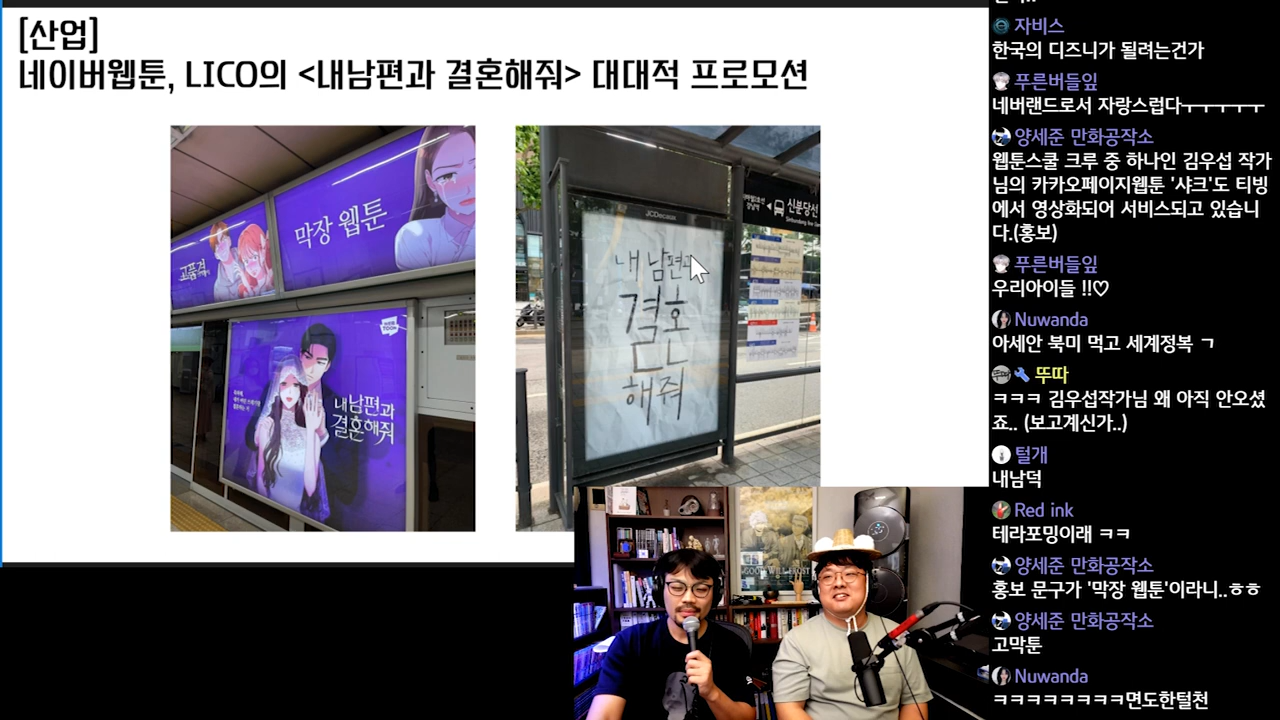 [산업]
네이버웹툰, LICO의 <내남편과 결혼해줘> 대대적 프로모션
막장 웹툰
고품격
내남편과
결혼해줘
JCDecaux
내 남편과
결혼
해줘
신분당선
자비스
한국의 디즈니가 될려는건가
푸른버들잎
네버랜드로서 자랑스럽다ㅜㅜㅜㅜㅜ
양세준 만화공작소
웹툰스쿨 크루 중 하나인 김우섭 작가
님의 카카오페이지웹툰 '샤크'도 티빙
에서 영상화되어 서비스되고 있습니
다.(홍보)
푸른버들잎
우리아이들 !!♡
Nuwanda
아세안 북미 먹고 세계정복 ㄱ
뚜따
ㅋㅋㅋ 김우섭작가님 왜 아직 안오셨
죠.. (보고계신가..)
털개
내남덕
Red ink
테라포밍이래 ㅋㅋ
양세준 만화공작소
홍보 문구가 '막장 웹툰'이라니..ㅎㅎ
양세준 만화공작소
고막툰
Nuwanda
ㅋㅋㅋㅋㅋㅋㅋㅋ면도한털천